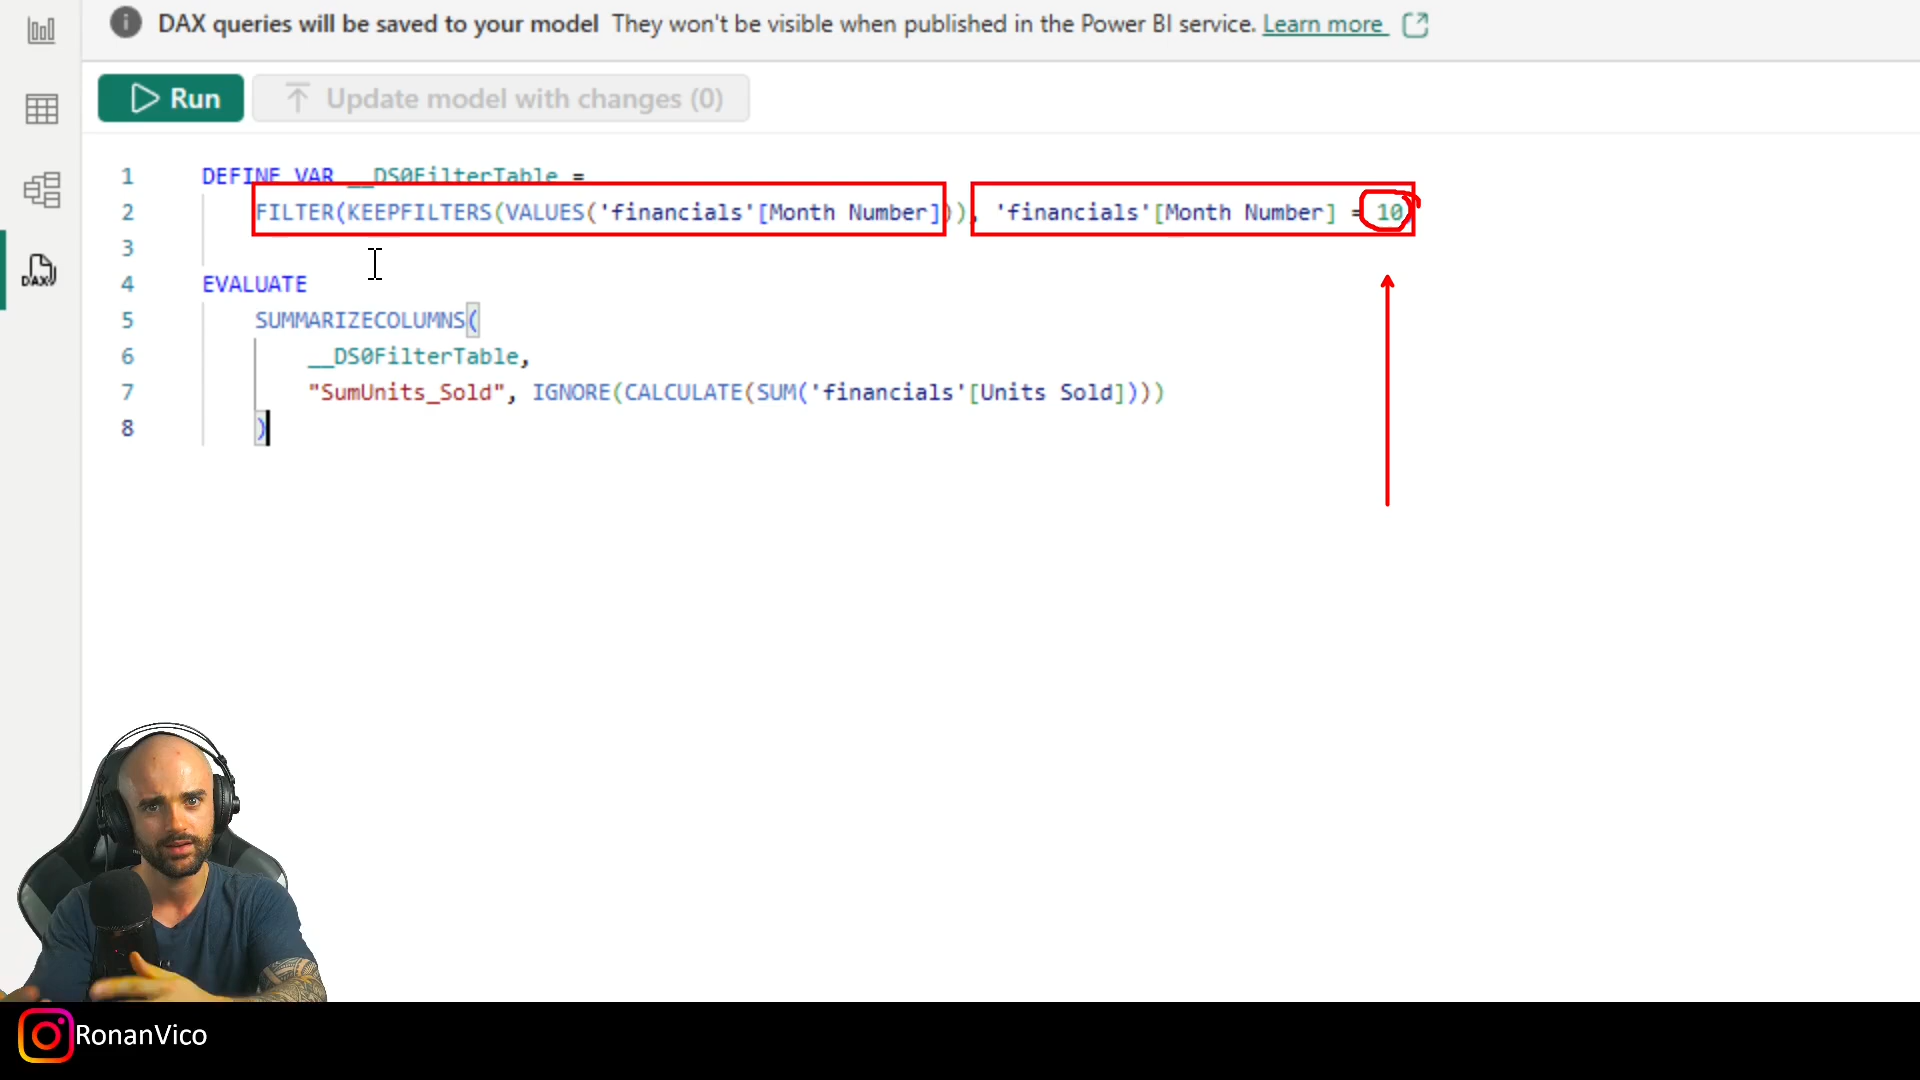 DAX queries will be saved to your model They won't be visible when published in the Power BI service. Learn more
Run Update model with changes (0)
1 DEFINE VAR __DS0FilterTable =
2 FILTER(KEEPFILTERS(VALUES('financials'[Month Number])), 'financials'[Month Number] = 10
3
4 EVALUATE
5 SUMMARIZECOLUMNS(
6 __DS0FilterTable,
7 "SumUnits_Sold", IGNORE(CALCULATE(SUM('financials'[Units Sold])))
8 )
DAX
RonanVico